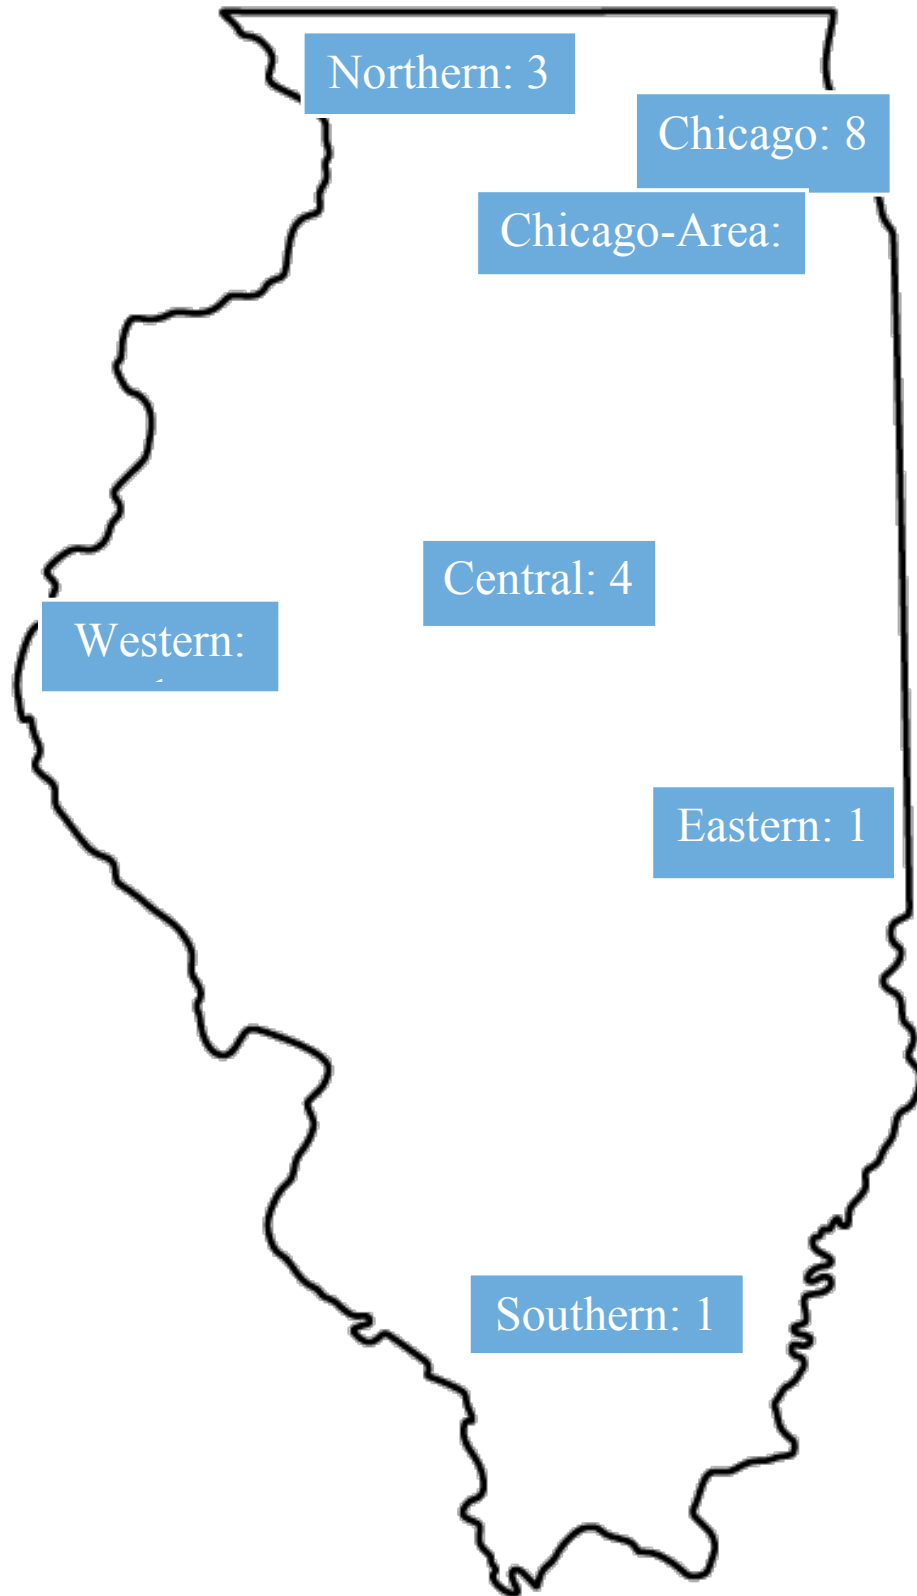 Northern: 3
Chicago: 8
Chicago-Area:
Central: 4
Western:
Eastern: 1
Southern: 1